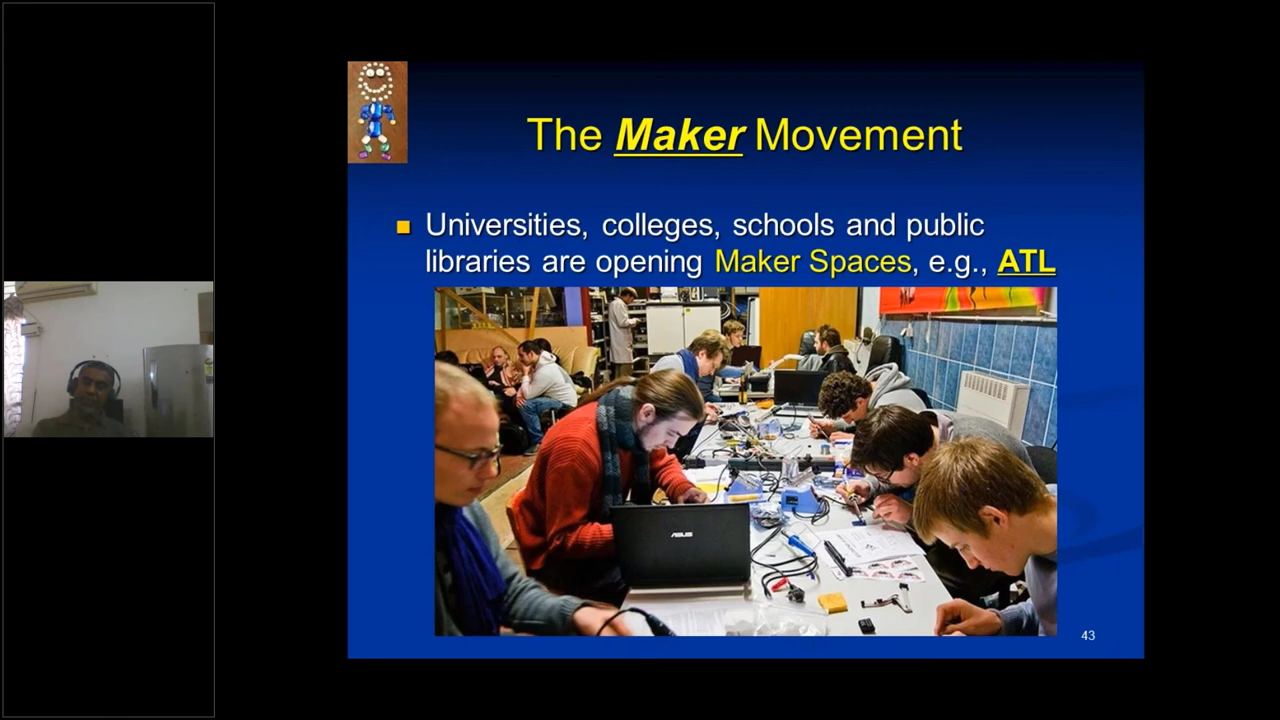 The Maker Movement
Universities, colleges, schools and public
libraries are opening Maker Spaces, e.g., ATL
ASUS
43